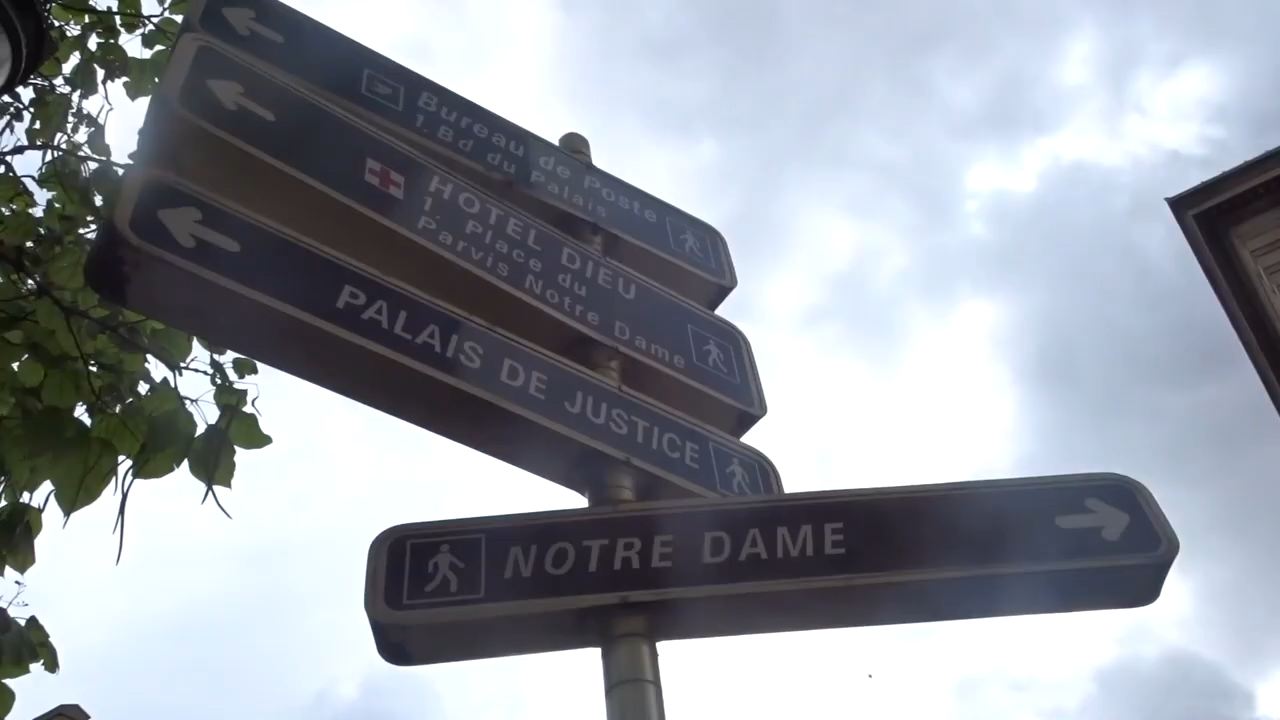 Bureau de Poste
1. Bd du Palais
HOTEL DIEU
1, Place du
Parvis Notre Dame
PALAIS DE JUSTICE
NOTRE DAME